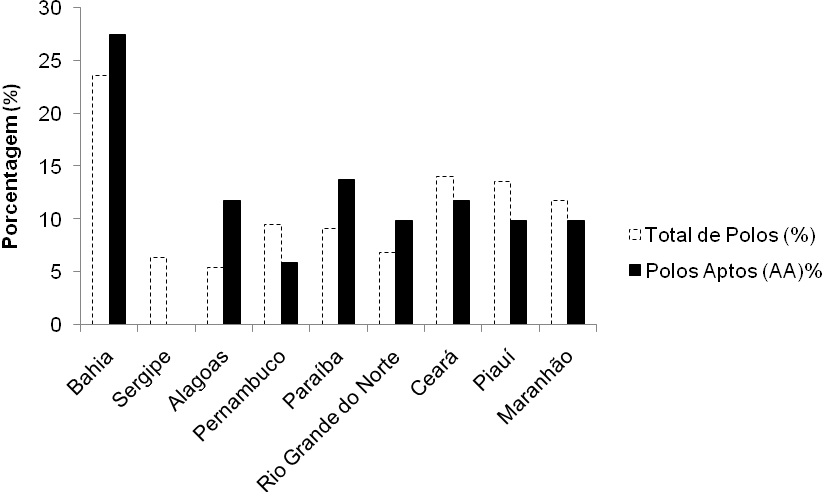 Porcentagem (%)
30
25
20
15
10
5
0
Bahia
Sergipe
Alagoas
Pernambuco
Paraíba
Rio Grande do Norte
Ceará
Piauí
Maranhão
Total de Polos (%)
Polos Aptos (AA)%